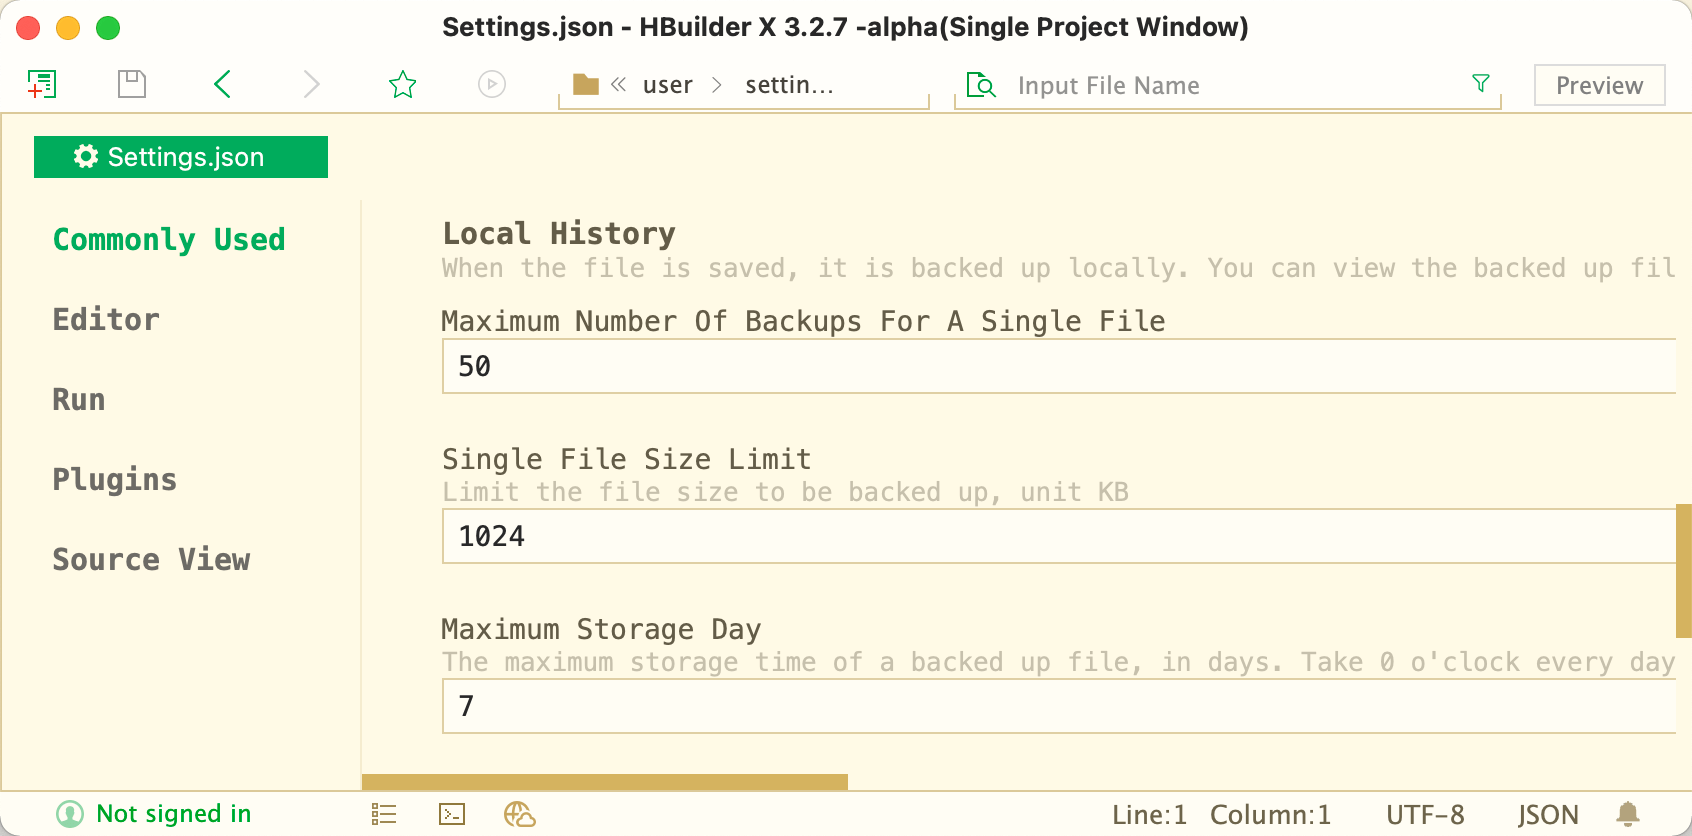 Settings.json - HBuilder X 3.2.7 -alpha(Single Project Window)
« user > settin...
Input File Name
Preview
Settings.json
Commonly Used
Editor
Run
Plugins
Source View
Local History
When the file is saved, it is backed up locally. You can view the backed up fil
Maximum Number Of Backups For A Single File
50
Single File Size Limit
Limit the file size to be backed up, unit KB
1024
Maximum Storage Day
The maximum storage time of a backed up file, in days. Take 0 o'clock every day
7
Not signed in
Line:1 Column:1 UTF-8 JSON